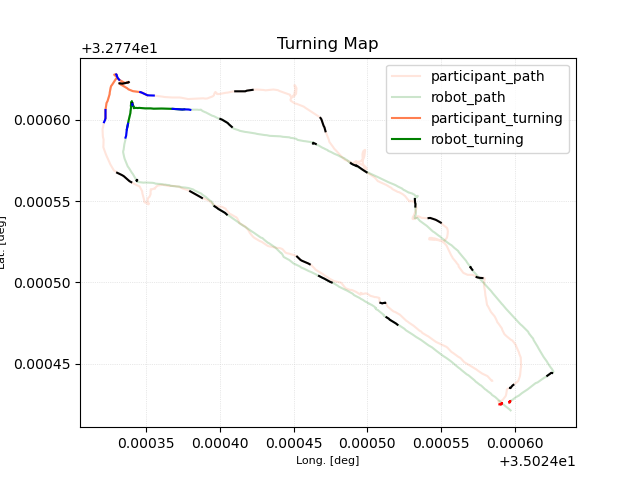 Turning Map
+3.2774e1
participant_path
robot_path
participant_turning
robot_turning
0.00060
0.00055
0.00050
0.00045
Lat. [deg]
0.00035 0.00040 0.00045 0.00050 0.00055 0.00060
Long. [deg]
+3.5024e1